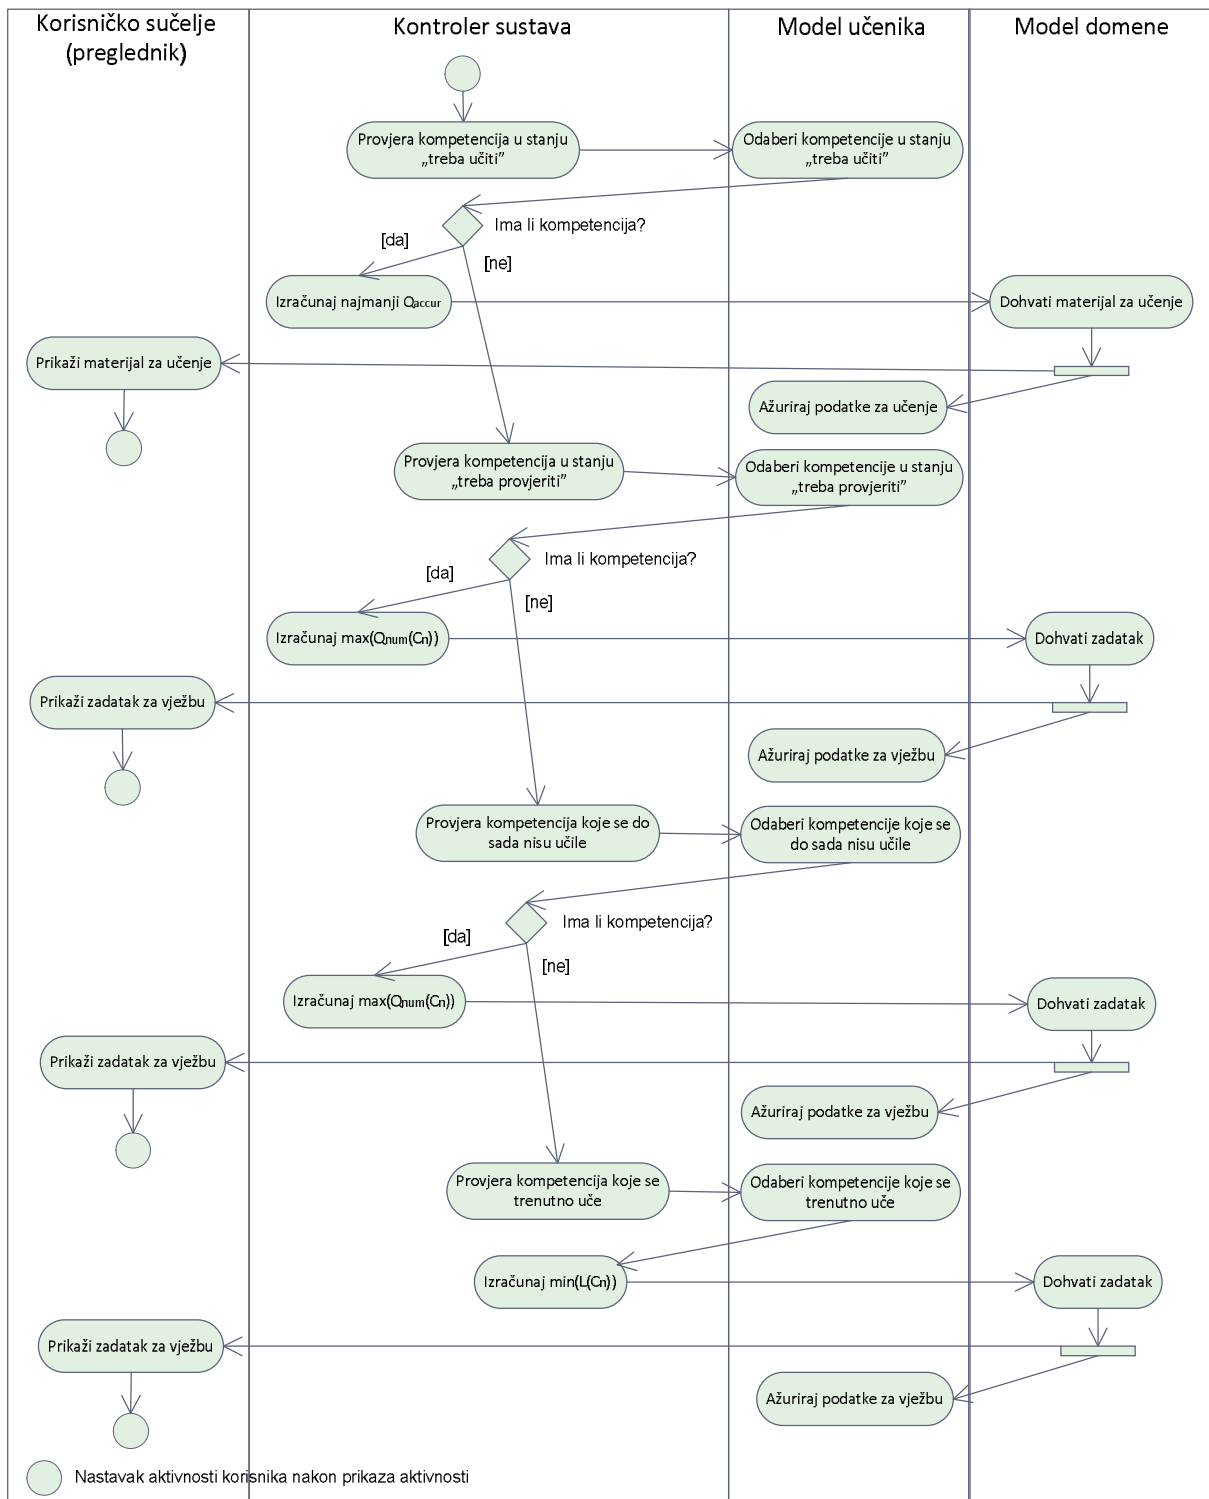 Korisničko sučelje
(preglednik)
Kontroler sustava
Model učenika
Model domene
Provjera kompetencija u stanju
„treba učiti”
Odaberi kompetencije u stanju
„treba učiti”
Ima li kompetencija?
[da]
[ne]
Izračunaj najmanji Qaccur
Dohvati materijal za učenje
Prikaži materijal za učenje
Ažuriraj podatke za učenje
Provjera kompetencija u stanju
„treba provjeriti”
Odaberi kompetencije u stanju
„treba provjeriti”
Ima li kompetencija?
[da]
[ne]
Izračunaj max(Qnum(Cn))
Dohvati zadatak
Prikaži zadatak za vježbu
Ažuriraj podatke za vježbu
Provjera kompetencija koje se do
sada nisu učile
Odaberi kompetencije koje se
do sada nisu učile
Ima li kompetencija?
[da]
[ne]
Izračunaj max(Qnum(Cn))
Dohvati zadatak
Prikaži zadatak za vježbu
Ažuriraj podatke za vježbu
Provjera kompetencija koje se
trenutno uče
Odaberi kompetencije koje se
trenutno uče
Izračunaj min(L(Cn))
Dohvati zadatak
Prikaži zadatak za vježbu
Ažuriraj podatke za vježbu
Nastavak aktivnosti korisnika nakon prikaza aktivnosti